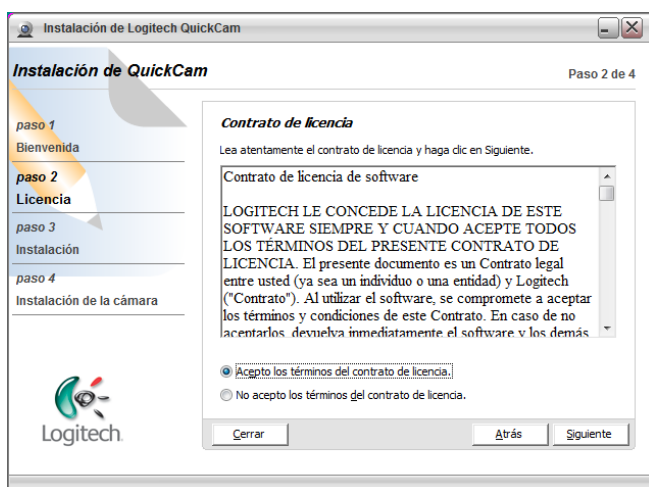 Instalación de Logitech QuickCam
Instalación de QuickCam
Paso 2 de 4
paso 1
Bienvenida
paso 2
Licencia
paso 3
Instalación
paso 4
Instalación de la cámara
Logitech
Contrato de licencia
Lea atentamente el contrato de licencia y haga clic en Siguiente.
Contrato de licencia de software
LOGITECH LE CONCEDE LA LICENCIA DE ESTE
SOFTWARE SIEMPRE Y CUANDO ACEPTE TODOS
LOS TÉRMINOS DEL PRESENTE CONTRATO DE
LICENCIA. El presente documento es un Contrato legal
entre usted (ya sea un individuo o una entidad) y Logitech
("Contrato"). Al utilizar el software, se compromete a aceptar
los términos y condiciones de este Contrato. En caso de no
aceptarlos, devuelva inmediatamente el software y los demás
Acepto los términos del contrato de licencia.
No acepto los términos del contrato de licencia.
Cerrar
Atrás
Siguiente